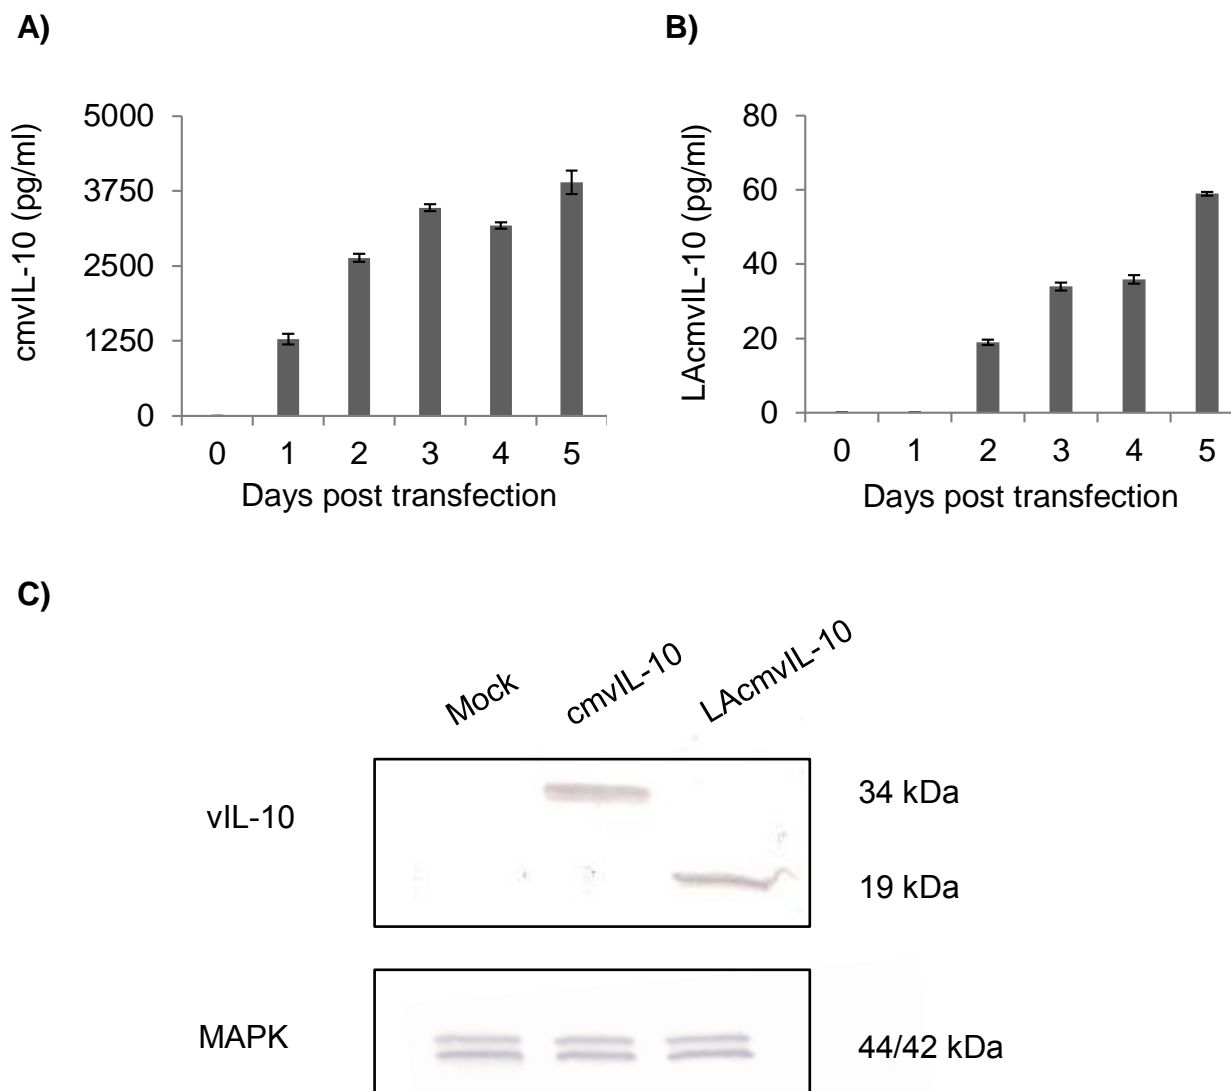 A)
B)
cmvIL-10 (pg/ml)
5000
3750
2500
1250
0
0 1 2 3 4 5
Days post transfection
LAcmvIL-10 (pg/ml)
80
60
40
20
0
0 1 2 3 4 5
Days post transfection
C)
Mock
cmvIL-10
LAcmvIL-10
vIL-10
34 kDa
19 kDa
MAPK
44/42 kDa